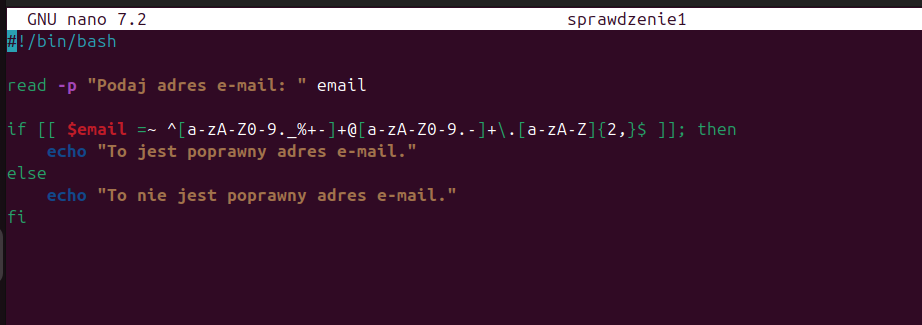 GNU nano 7.2 sprawdzenie1
#!/bin/bash
read -p "Podaj adres e-mail: " email
if [[ $email =~ ^[a-zA-Z0-9._%+-]+@[a-zA-Z0-9.-]+\.[a-zA-Z]{2,}$ ]]; then
echo "To jest poprawny adres e-mail."
else
echo "To nie jest poprawny adres e-mail."
fi